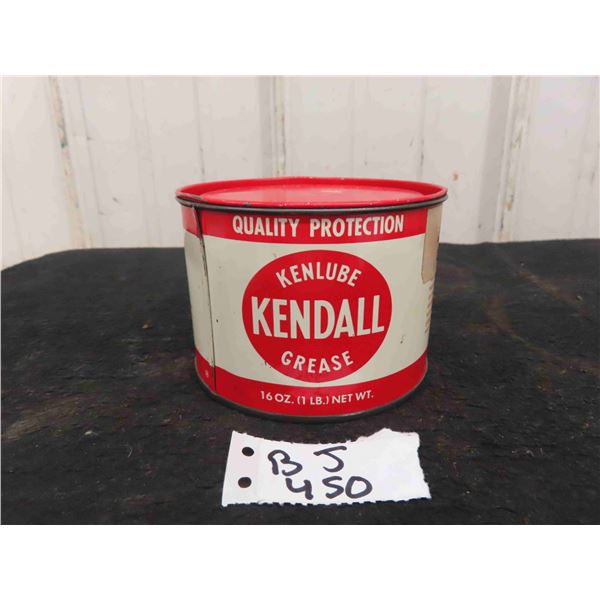 QUALITY PROTECTION
KENLUBE
KENDALL
GREASE
16 OZ. (1 LB.) NET WT.
B J
450